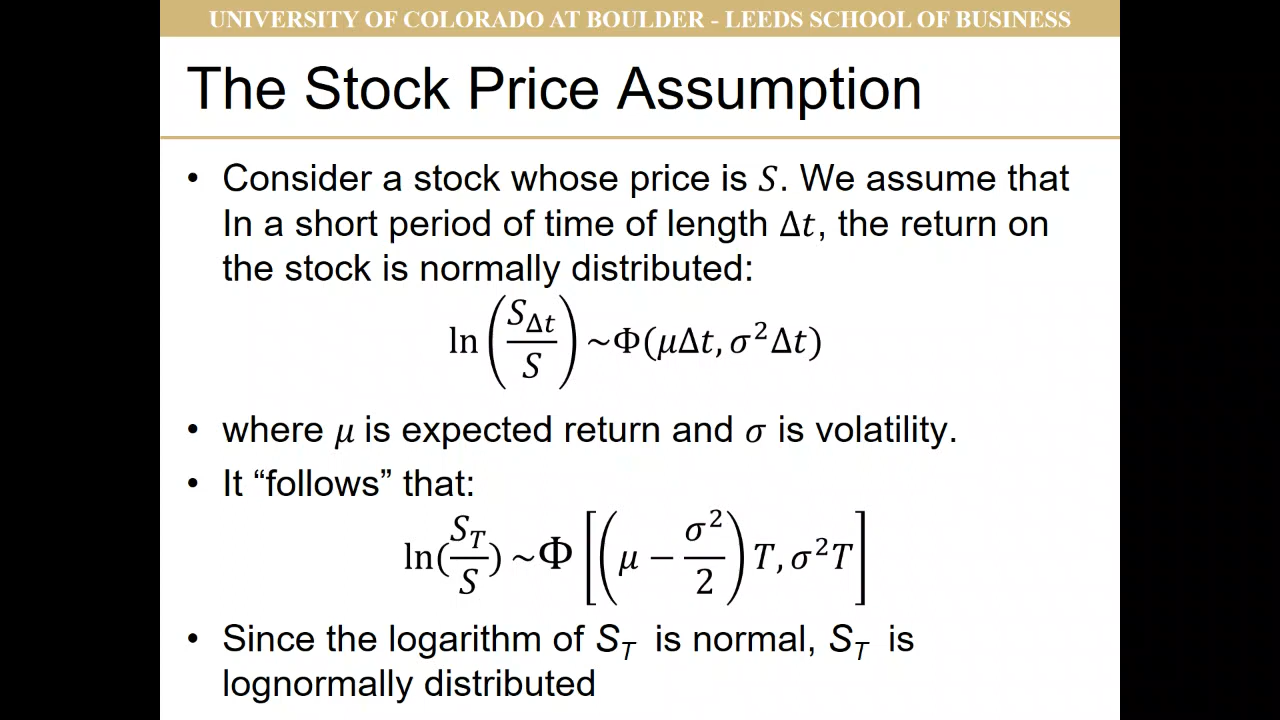 UNIVERSITY OF COLORADO AT BOULDER - LEEDS SCHOOL OF BUSINESS
The Stock Price Assumption
• Consider a stock whose price is S. We assume that
In a short period of time of length Δt, the return on
the stock is normally distributed:
ln(S_Δt/S) ~Φ(μΔt, σ²Δt)
• where μ is expected return and σ is volatility.
• It “follows” that:
ln(S_T/S) ~Φ[(μ − σ²/2)T, σ²T]
• Since the logarithm of S_T is normal, S_T is
lognormally distributed